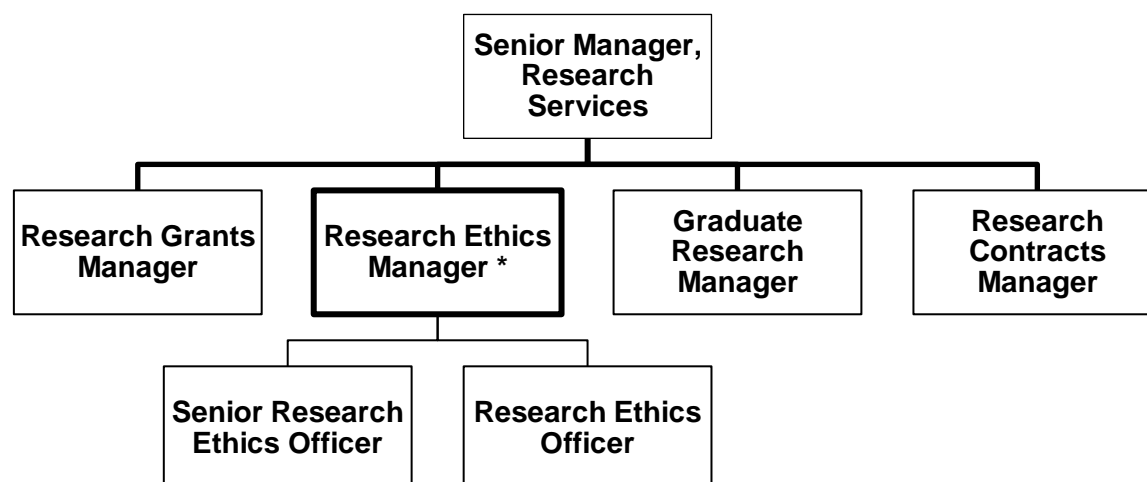 Senior Manager,
Research
Services
Research Grants
Manager
Research Ethics
Manager *
Graduate
Research
Manager
Research
Contracts
Manager
Senior Research
Ethics Officer
Research Ethics
Officer